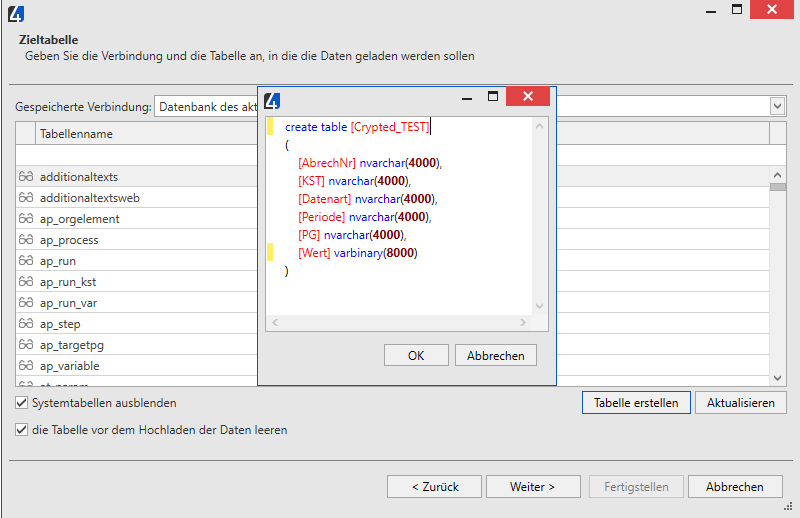 Zieltabelle
Geben Sie die Verbindung und die Tabelle an, in die die Daten geladen werden sollen
Gespeicherte Verbindung: Datenbank des akt
Tabellenname
additionaltexts
additionaltextsweb
ap_orgelement
ap_process
ap_run
ap_run_kst
ap_run_var
ap_step
ap_targetpg
ap_variable
create table [Crypted_TEST]
(
[AbrechNr] nvarchar(4000),
[KST] nvarchar(4000),
[Datenart] nvarchar(4000),
[Periode] nvarchar(4000),
[PG] nvarchar(4000),
[Wert] varbinary(8000)
)
OK Abbrechen
Systemtabellen ausblenden
Tabelle erstellen Aktualisieren
die Tabelle vor dem Hochladen der Daten leeren
< Zurück Weiter > Fertigstellen Abbrechen